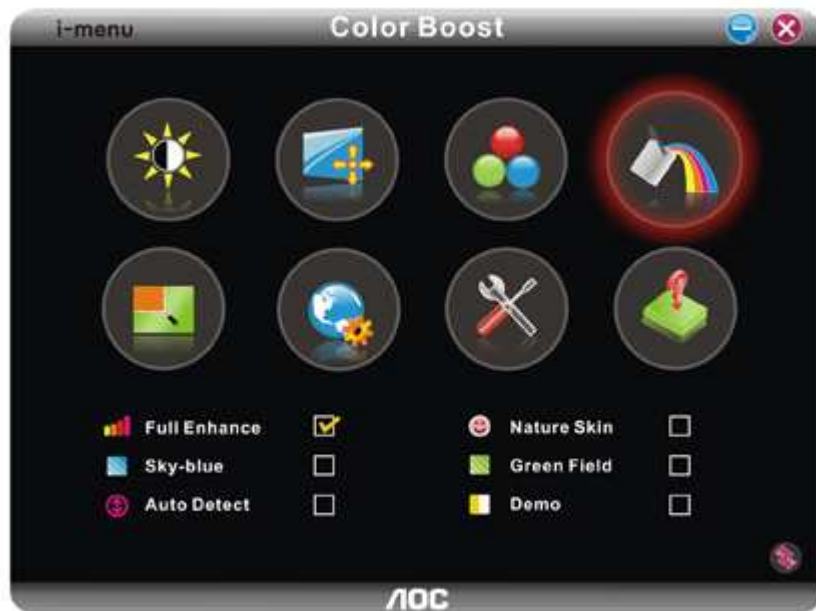 i-menu
Color Boost
Full Enhance
Nature Skin
Sky-blue
Green Field
Auto Detect
Demo
AOC